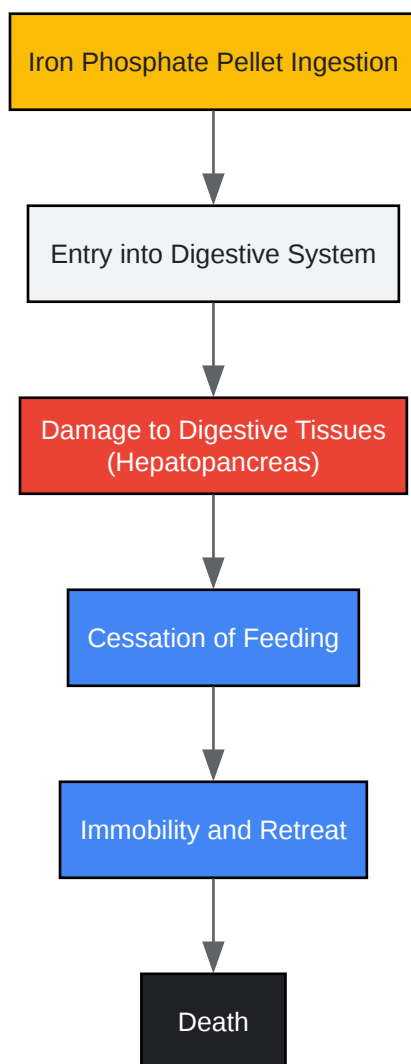 Iron Phosphate Pellet Ingestion
Entry into Digestive System
Damage to Digestive Tissues
(Hepatopancreas)
Cessation of Feeding
Immobility and Retreat
Death